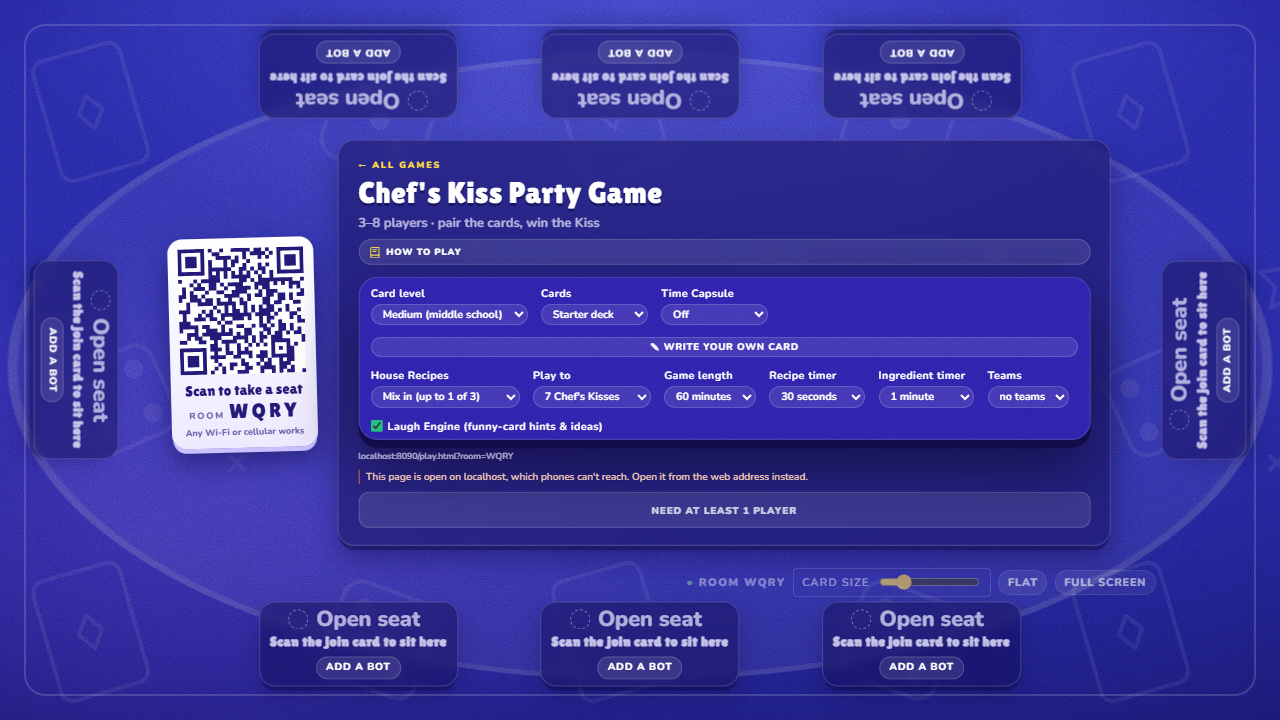 ADD A BOT
Scan the join card to sit here
Open seat
ADD A BOT
Scan the join card to sit here
Open seat
ADD A BOT
Scan the join card to sit here
Open seat
← ALL GAMES
Chef's Kiss Party Game
3–8 players · pair the cards, win the Kiss
HOW TO PLAY
Card level Cards Time Capsule
Medium (middle school) Starter deck Off
✎ WRITE YOUR OWN CARD
House Recipes Play to Game length Recipe timer Ingredient timer Teams
Mix in (up to 1 of 3) 7 Chef's Kisses 60 minutes 30 seconds 1 minute no teams
Laugh Engine (funny-card hints & ideas)
localhost:8090/play.html?room=WQRY
This page is open on localhost, which phones can't reach. Open it from the web address instead.
NEED AT LEAST 1 PLAYER
Scan to take a seat
ROOM WQRY
Any Wi-Fi or cellular works
Open seat
Scan the join card to sit here
ADD A BOT
Open seat
Scan the join card to sit here
ADD A BOT
ROOM WQRY CARD SIZE FLAT FULL SCREEN
Open seat
Scan the join card to sit here
ADD A BOT
Open seat
Scan the join card to sit here
ADD A BOT
Open seat
Scan the join card to sit here
ADD A BOT